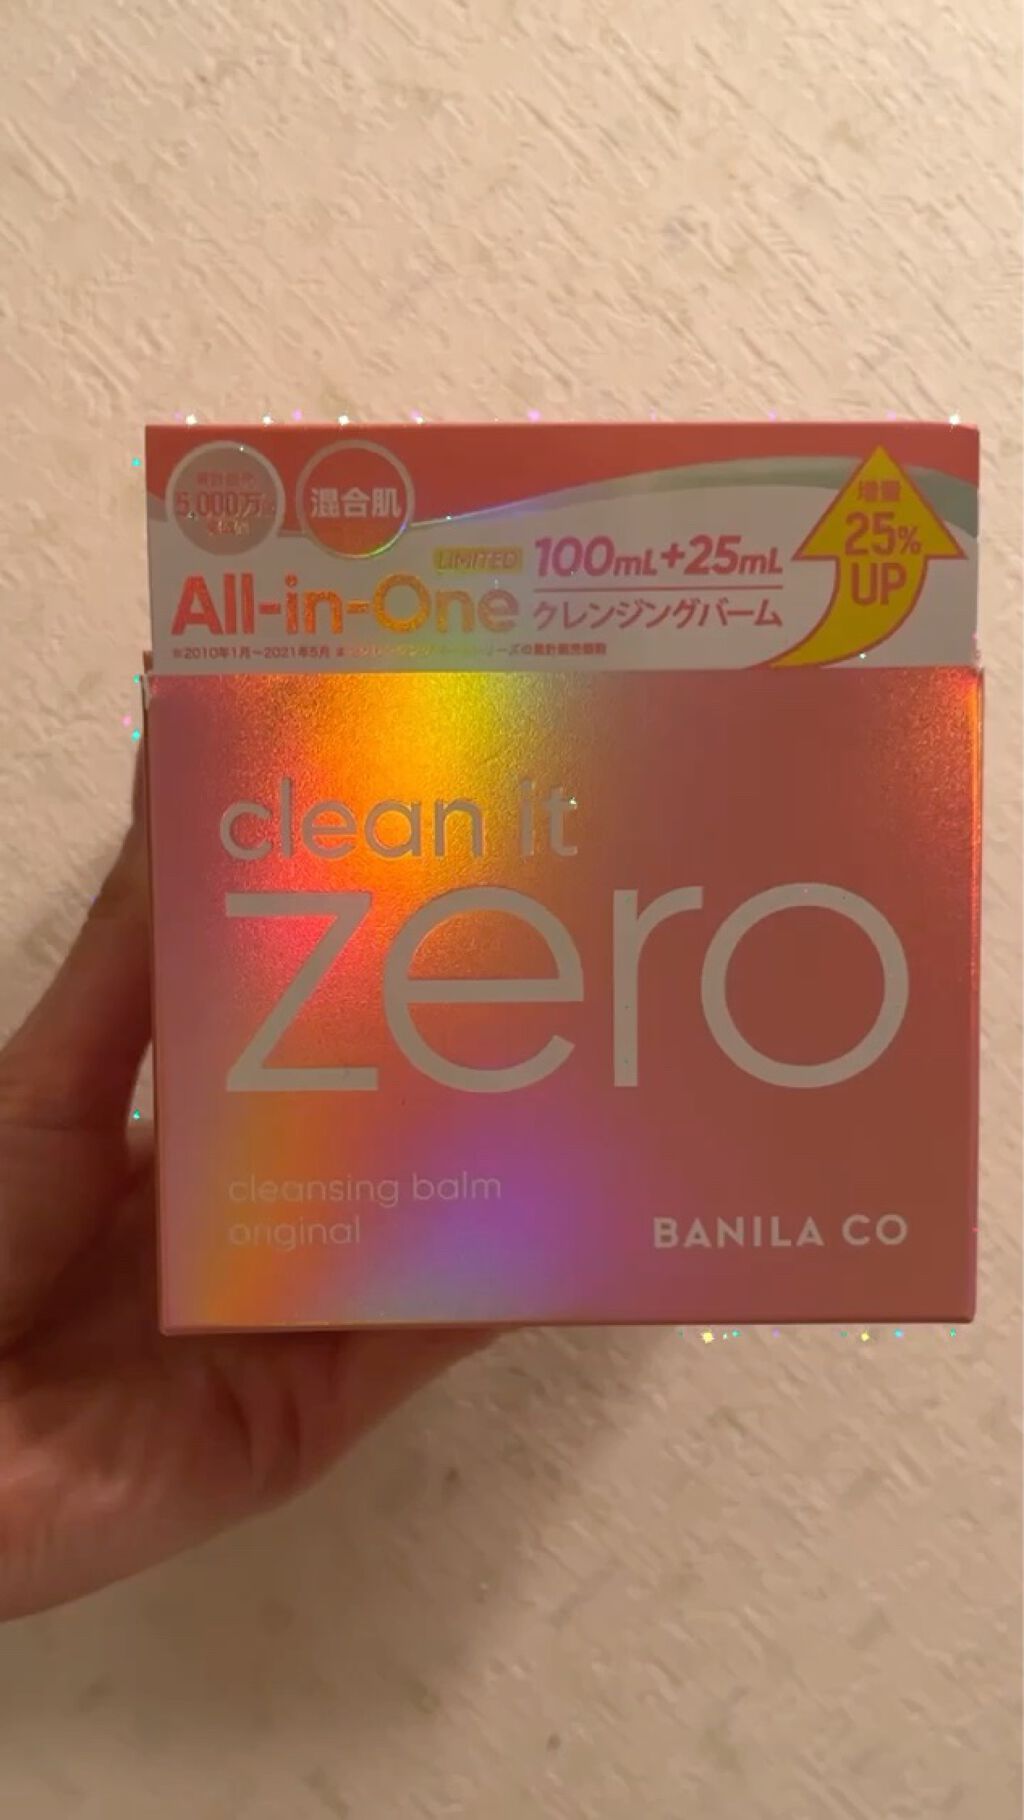 5,000万
混合肌
LIMITED
All-in-One
100mL+25mL
クレンジングバーム
増量
25%
UP
※2010年1月~2021年5月
clean it
zero
cleansing balm
original
BANILA CO